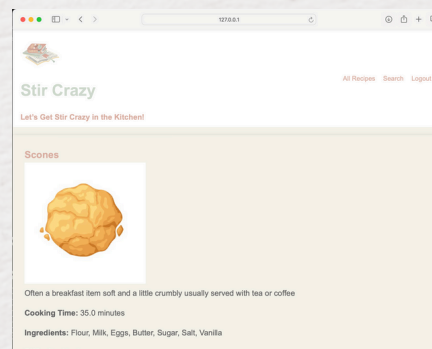 127.0.0.1
Stir Crazy
All Recipes Search Logout
Let's Get Stir Crazy in the Kitchen!
Scones
Often a breakfast item soft and a little crumbly usually served with tea or coffee
Cooking Time: 35.0 minutes
Ingredients: Flour, Milk, Eggs, Butter, Sugar, Salt, Vanilla